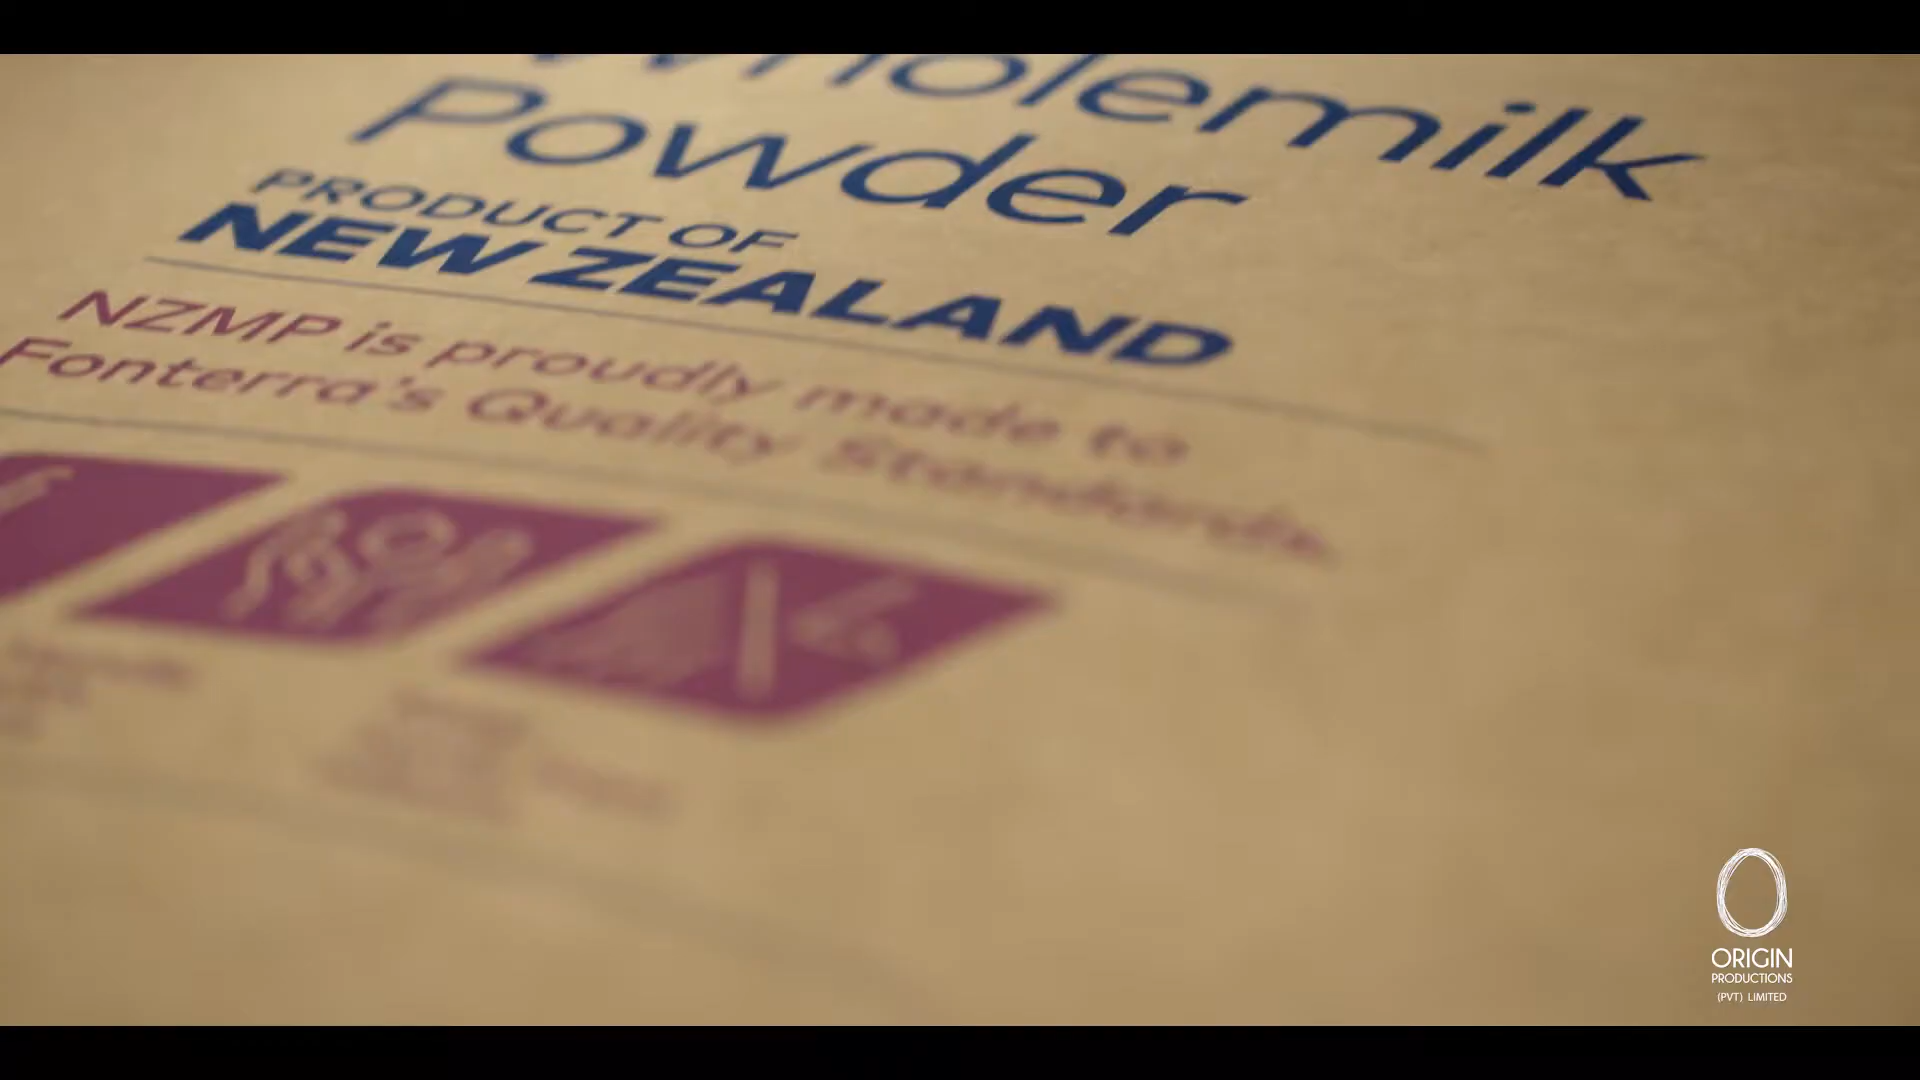 Wholemilk
Powder
PRODUCT OF
NEW ZEALAND
NZMP is proudly made to
Fonterra's Quality Standards.
ORIGIN
PRODUCTIONS
(PVT) LIMITED